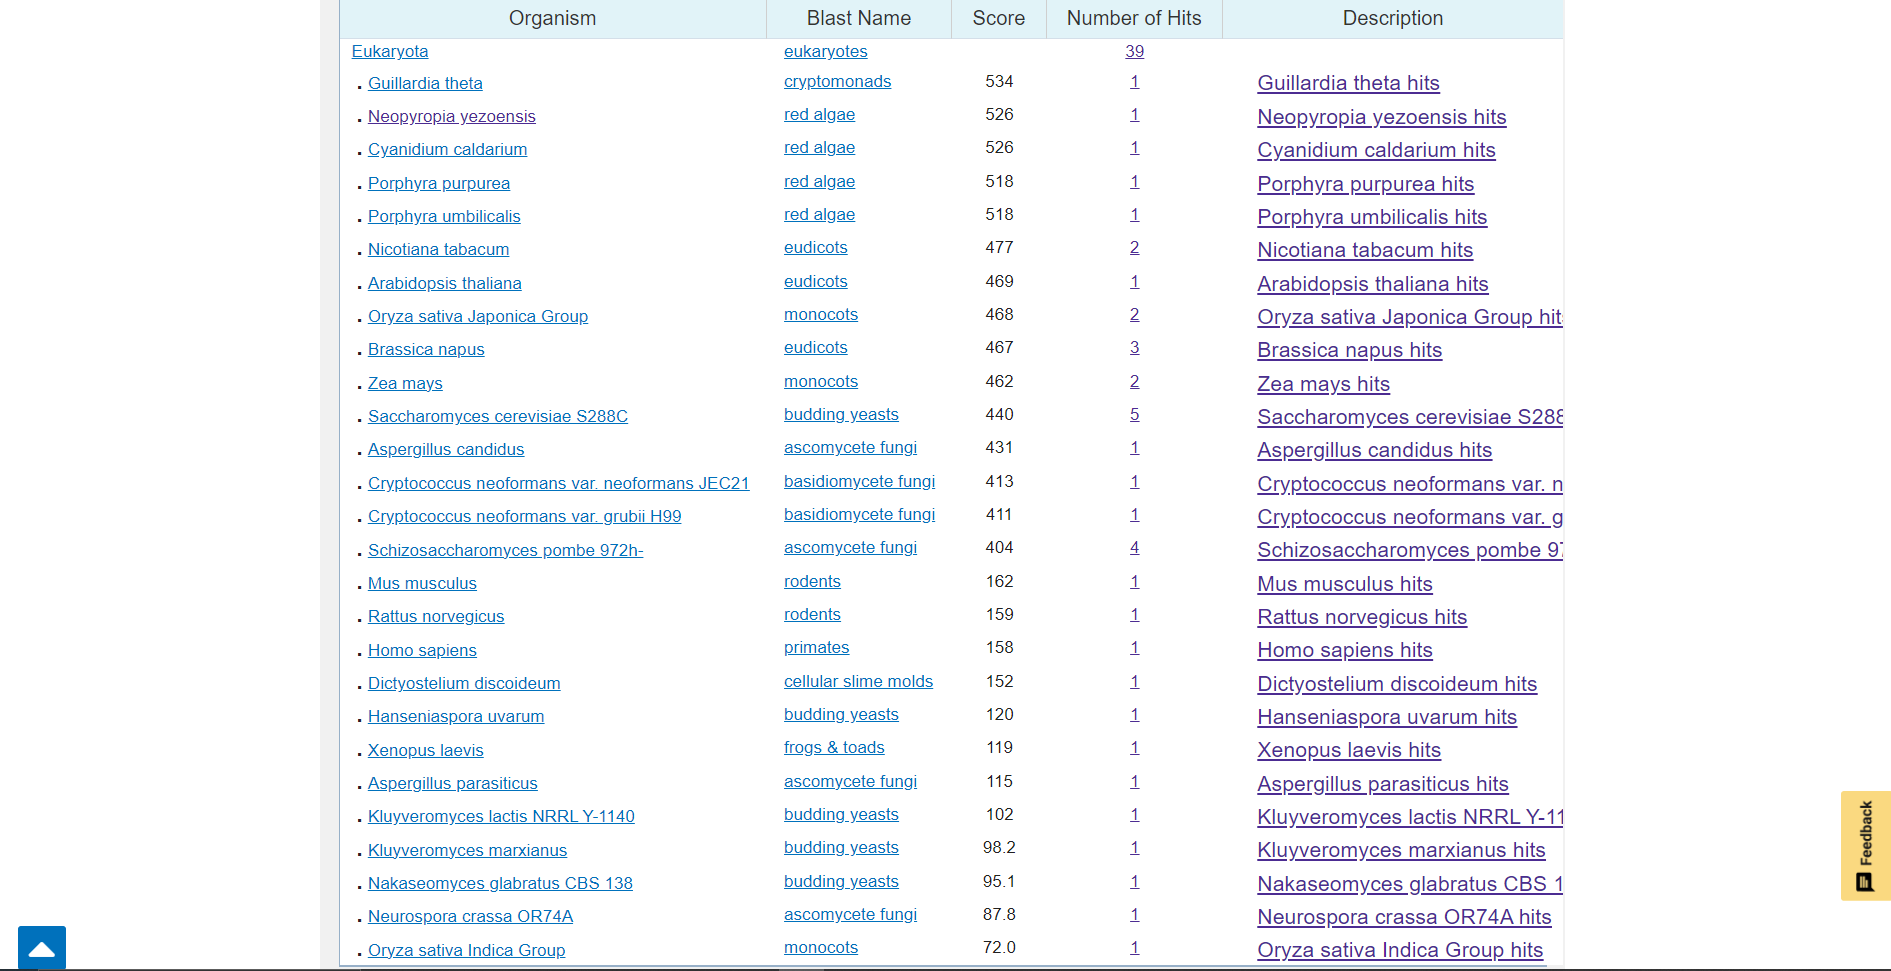 Organism Blast Name Score Number of Hits Description
Eukaryota eukaryotes 39
Guillardia theta cryptomonads 534 1 Guillardia theta hits
Neopyropia yezoensis red algae 526 1 Neopyropia yezoensis hits
Cyanidium caldarium red algae 526 1 Cyanidium caldarium hits
Porphyra purpurea red algae 518 1 Porphyra purpurea hits
Porphyra umbilicalis red algae 518 1 Porphyra umbilicalis hits
Nicotiana tabacum eudicots 477 2 Nicotiana tabacum hits
Arabidopsis thaliana eudicots 469 1 Arabidopsis thaliana hits
Oryza sativa Japonica Group monocots 468 2 Oryza sativa Japonica Group hit
Brassica napus eudicots 467 3 Brassica napus hits
Zea mays monocots 462 2 Zea mays hits
Saccharomyces cerevisiae S288C budding yeasts 440 5 Saccharomyces cerevisiae S288
Aspergillus candidus ascomycete fungi 431 1 Aspergillus candidus hits
Cryptococcus neoformans var. neoformans JEC21 basidiomycete fungi 413 1 Cryptococcus neoformans var. n
Cryptococcus neoformans var. grubii H99 basidiomycete fungi 411 1 Cryptococcus neoformans var. g
Schizosaccharomyces pombe 972h- ascomycete fungi 404 4 Schizosaccharomyces pombe 97
Mus musculus rodents 162 1 Mus musculus hits
Rattus norvegicus rodents 159 1 Rattus norvegicus hits
Homo sapiens primates 158 1 Homo sapiens hits
Dictyostelium discoideum cellular slime molds 152 1 Dictyostelium discoideum hits
Hanseniaspora uvarum budding yeasts 120 1 Hanseniaspora uvarum hits
Xenopus laevis frogs & toads 119 1 Xenopus laevis hits
Aspergillus parasiticus ascomycete fungi 115 1 Aspergillus parasiticus hits
Kluyveromyces lactis NRRL Y-1140 budding yeasts 102 1 Kluyveromyces lactis NRRL Y-11
Kluyveromyces marxianus budding yeasts 98.2 1 Kluyveromyces marxianus hits
Nakaseomyces glabratus CBS 138 budding yeasts 95.1 1 Nakaseomyces glabratus CBS 1
Neurospora crassa OR74A ascomycete fungi 87.8 1 Neurospora crassa OR74A hits
Oryza sativa Indica Group monocots 72.0 1 Oryza sativa Indica Group hits
Feedback